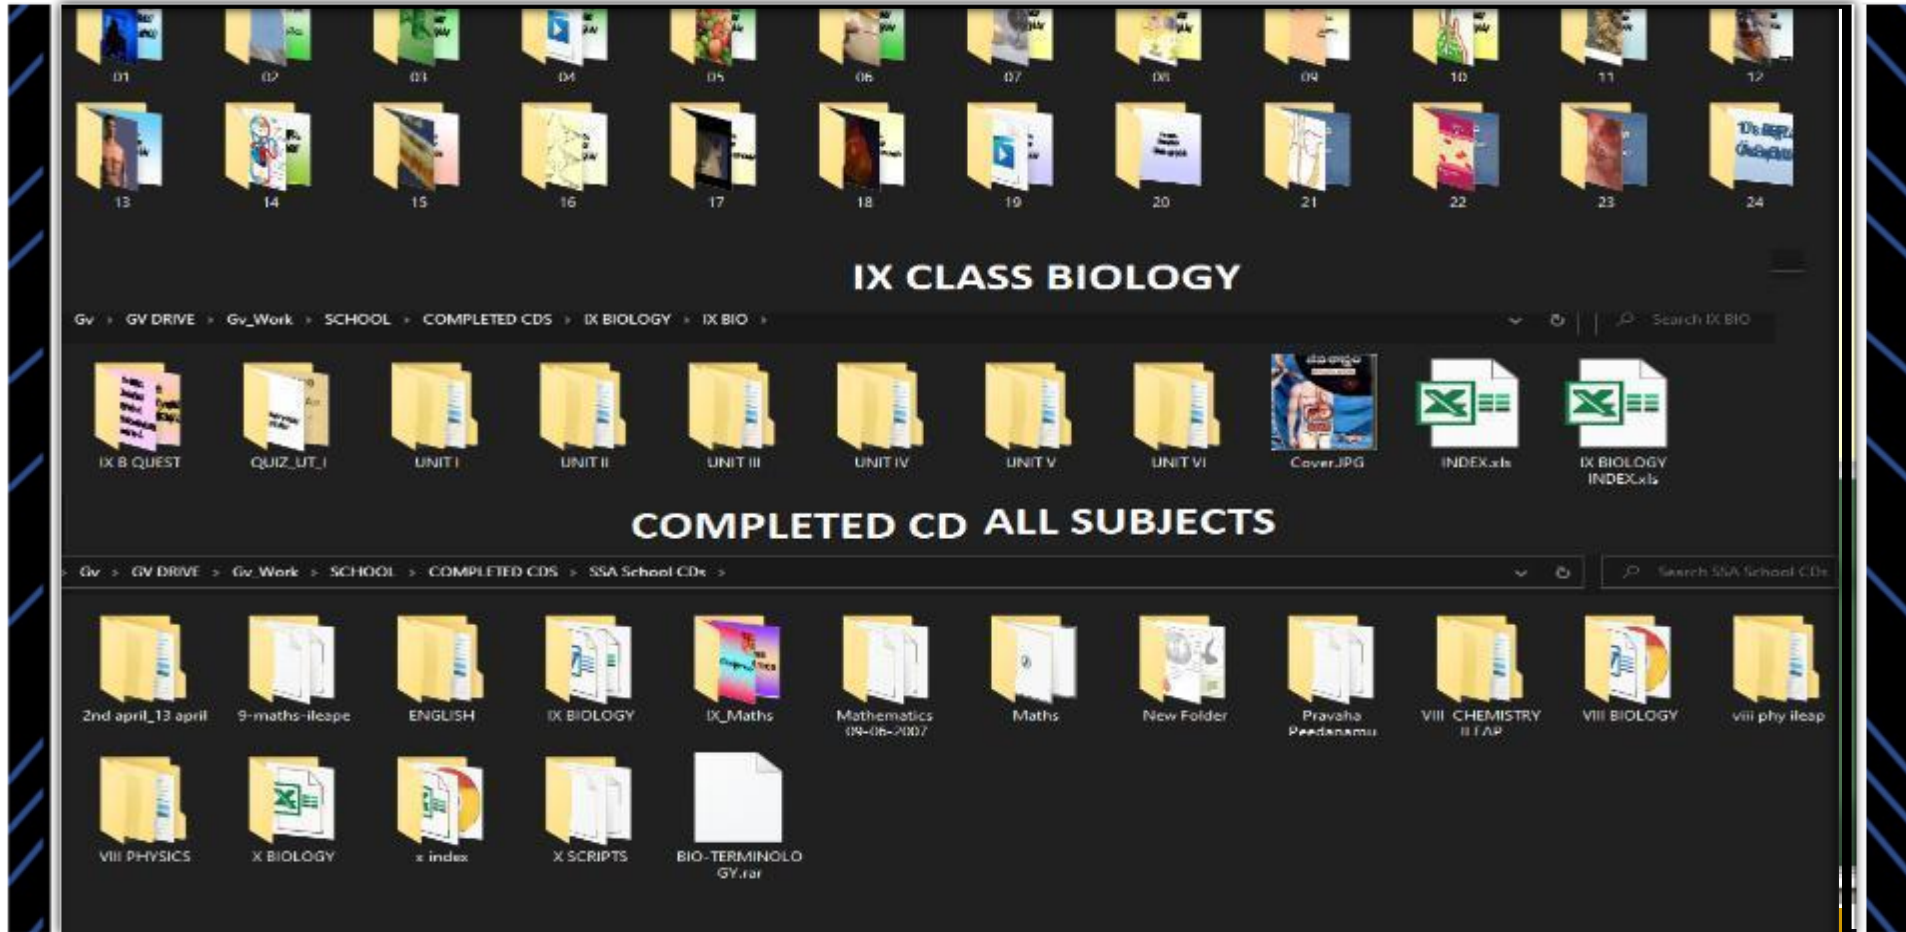 01 02 03 04 05 06 07 08 09 10 11 12
13 14 15 16 17 18 19 20 21 22 23 24
IX CLASS BIOLOGY
Gv > GV DRIVE > Gv_Work > SCHOOL > COMPLETED CDS > IX BIOLOGY > IX BIO > Search IX BIO
IX B QUEST QUIZ_UT_I UNIT I UNIT II UNIT III UNIT IV UNIT V UNIT VI Cover.JPG INDEX.xls IX BIOLOGY
INDEX.xls
COMPLETED CD ALL SUBJECTS
> Gv > GV DRIVE > Gv_Work > SCHOOL > COMPLETED CDS > SSA School CDs > Search SSA School CDs
2nd april_13 april 9-maths-ileape ENGLISH IX BIOLOGY IX_Maths Mathematics Maths New Folder Pravaha VIII CHEMISTRY VIII BIOLOGY viii phy ileap
09-06-2007 Peedanamu ILEAP
VIII PHYSICS X BIOLOGY x index X SCRIPTS BIO-TERMINOLO
GY.rar